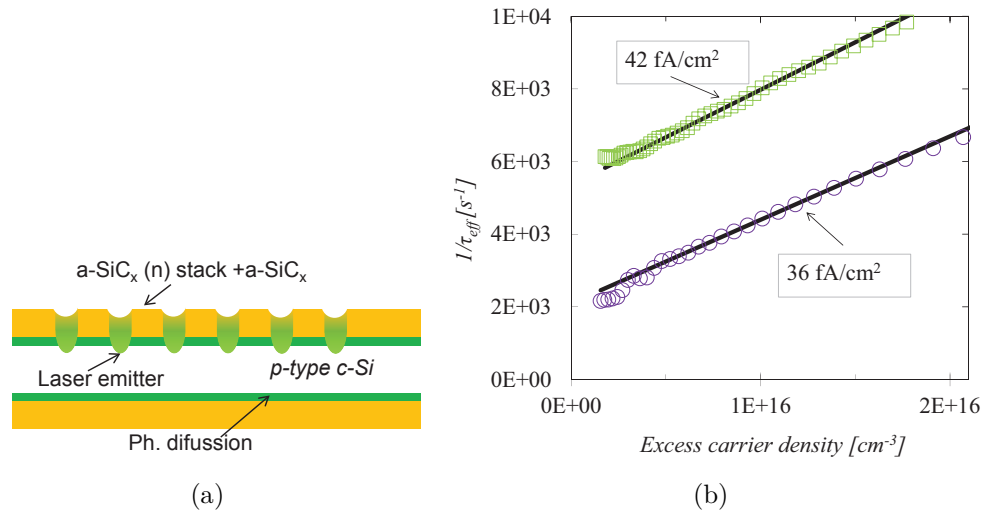 a-SiCx (n) stack +a-SiCx
Laser emitter
p-type c-Si
Ph. difussion
(a)
1E+04
8E+03
6E+03
4E+03
2E+03
0E+00
1/τeff [s-1]
42 fA/cm2
36 fA/cm2
0E+00 1E+16 2E+16
Excess carrier density [cm-3]
(b)